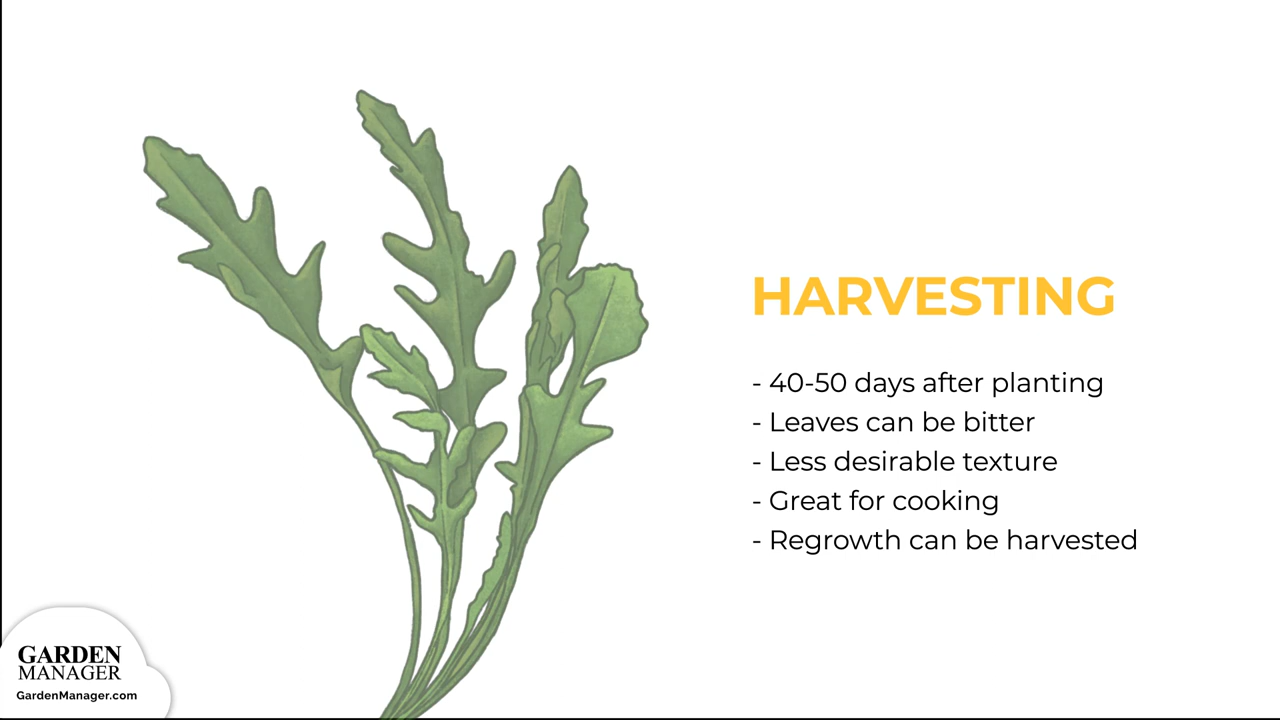 HARVESTING
- 40-50 days after planting
- Leaves can be bitter
- Less desirable texture
- Great for cooking
- Regrowth can be harvested
GARDEN
MANAGER
GardenManager.com